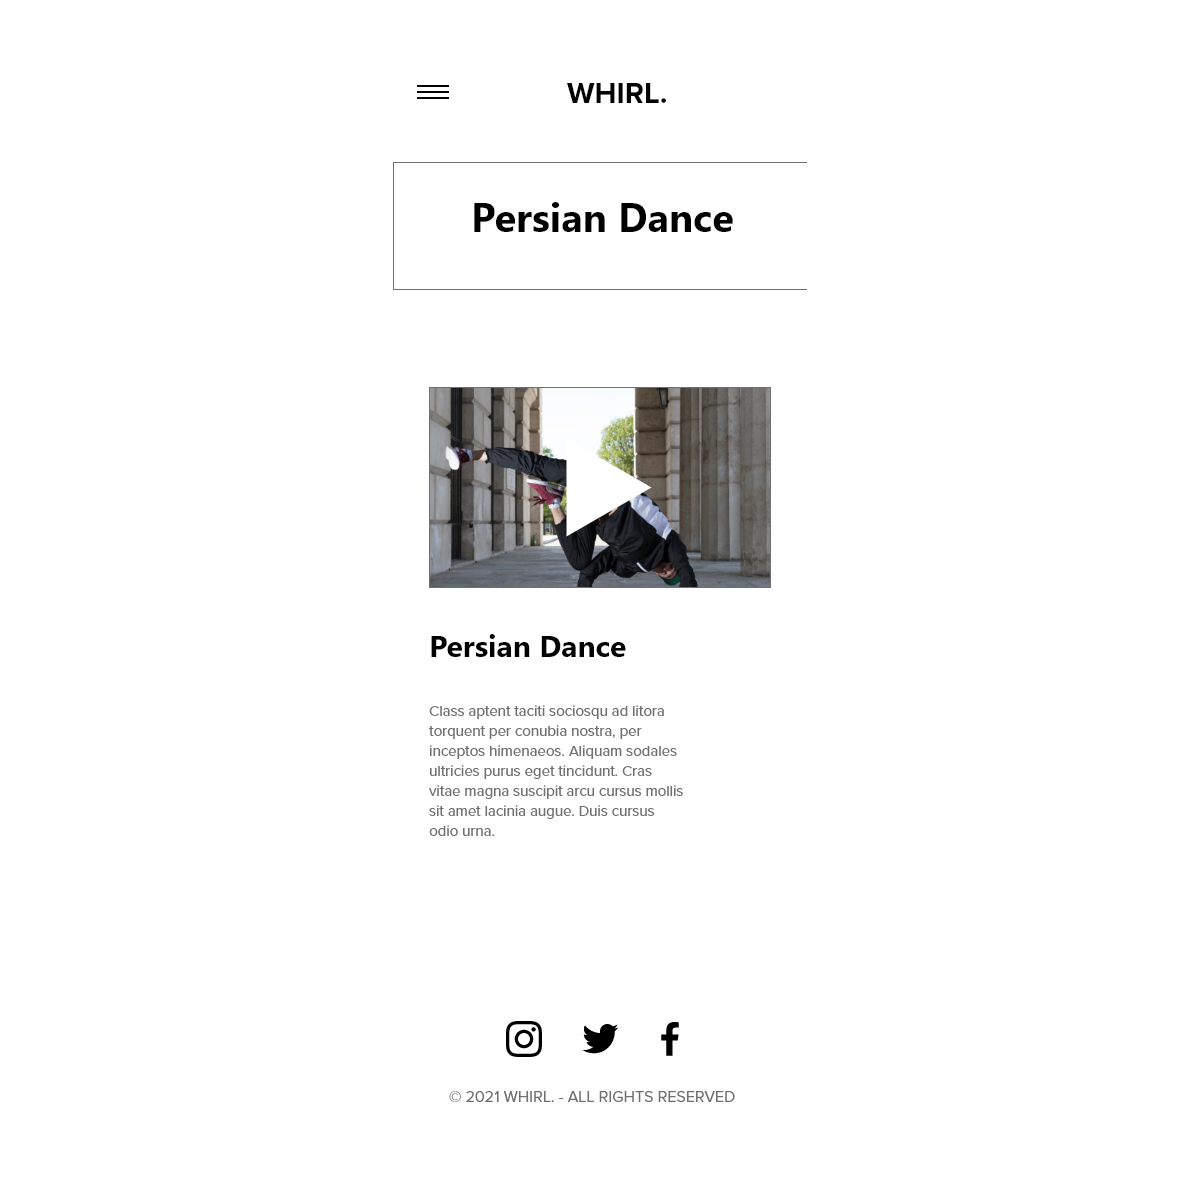 WHIRL.
Persian Dance
Persian Dance
Class aptent taciti sociosqu ad litora
torquent per conubia nostra, per
inceptos himenaeos. Aliquam sodales
ultricies purus eget tincidunt. Cras
vitae magna suscipit arcu cursus mollis
sit amet lacinia augue. Duis cursus
odio urna.
© 2021 WHIRL. - ALL RIGHTS RESERVED